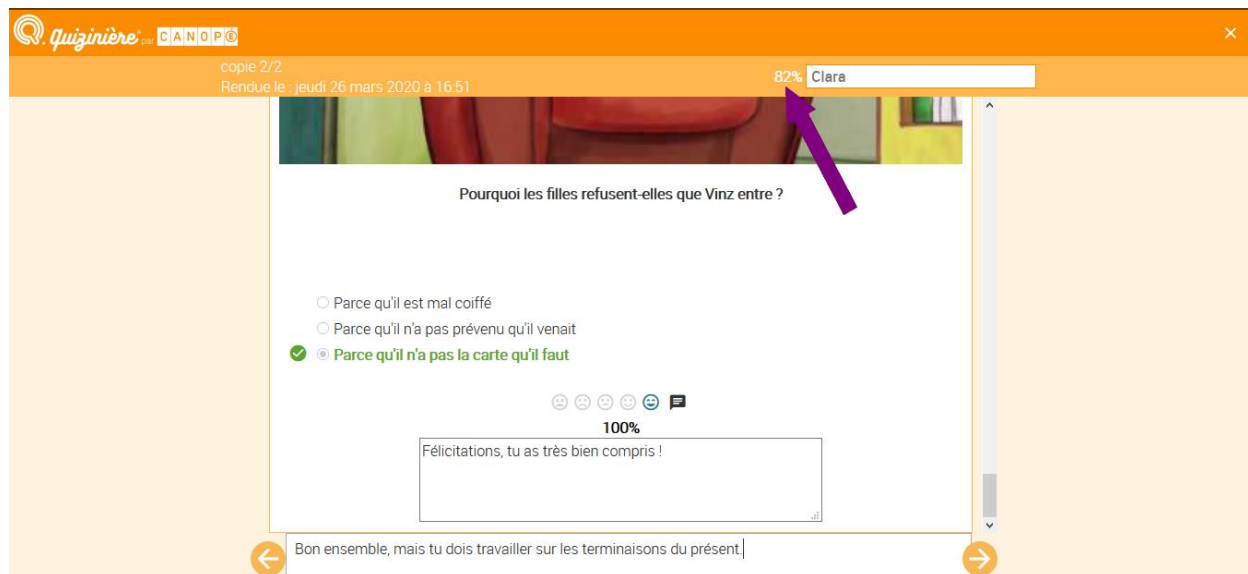 Quizinière par CANOPÉ
copie 2/2
Rendue le : jeudi 26 mars 2020 à 16:51
82% Clara
Pourquoi les filles refusent-elles que Vinz entre ?
Parce qu'il est mal coiffé
Parce qu'il n'a pas prévenu qu'il venait
Parce qu'il n'a pas la carte qu'il faut
100%
Félicitations, tu as très bien compris !
Bon ensemble, mais tu dois travailler sur les terminaisons du présent.